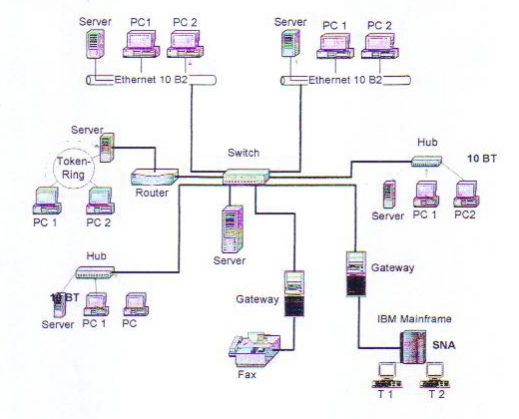 Server PC1 PC 2
Server PC 1 PC 2
Ethernet 10 B2
Ethernet 10 B2
Server
Switch
Hub
10 BT
Token-
Ring
Router
PC 1 PC 2
Server PC 1 PC2
Hub
Server
Gateway
10 BT
Gateway
Server PC 1 PC
IBM Mainframe
SNA
Fax
T 1 T 2